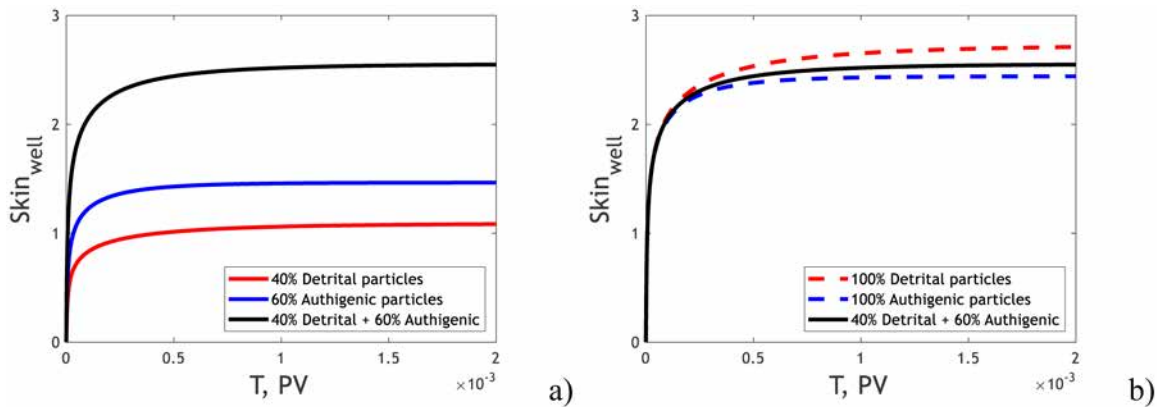 3
2
1
0
Skin_well
40% Detrital particles
60% Authigenic particles
40% Detrital + 60% Authigenic
0
0.5
1
1.5
2
×10⁻³
T, PV
a)
3
2
1
0
Skin_well
100% Detrital particles
100% Authigenic particles
40% Detrital + 60% Authigenic
0
0.5
1
1.5
2
×10⁻³
T, PV
b)